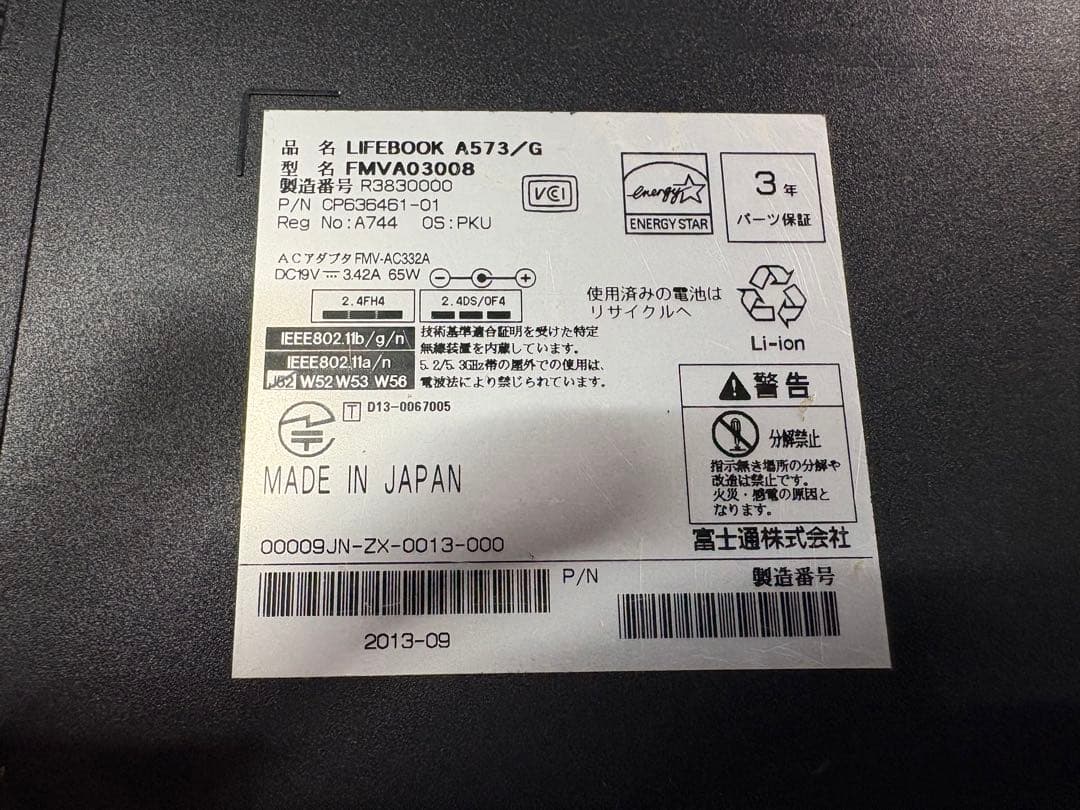 品 名 LIFEBOOK A573/G
型 名 FMVA03008
製造番号 R3830000
P/N CP636461-01
Reg No:A744 OS:PKU
VCCI
energy
ENERGY STAR
3年
パーツ保証
ACアダプタ FMV-AC332A
DC19V 3.42A 65W
2.4FH4
2.4DS/OF4
使用済みの電池は
リサイクルへ
Li-ion
IEEE802.11b/g/n
IEEE802.11a/n
J52 W52 W53 W56
技術基準適合証明を受けた特定
無線装置を内蔵しています。
5.2/5.3GHz帯の屋外での使用は、
電波法により禁じられています。
T D13-0067005
MADE IN JAPAN
警告
分解禁止
指示無き場所の分解や
改造は禁止です。
火災・感電の原因と
なります。
富士通株式会社
00009JN-ZX-0013-000
P/N
製造番号
2013-09